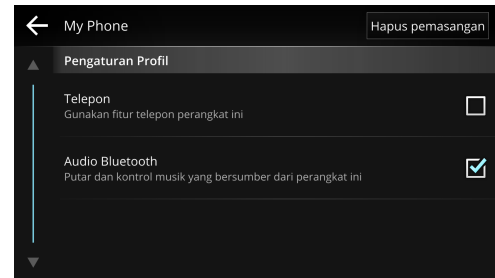 My Phone
Hapus pemasangan
Pengaturan Profil
Telepon
Gunakan fitur telepon perangkat ini
Audio Bluetooth
Putar dan kontrol musik yang bersumber dari perangkat ini